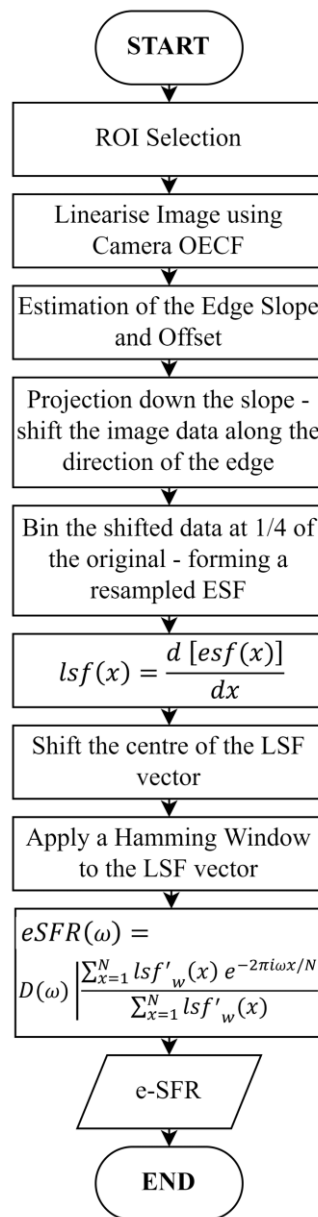 START
ROI Selection
Linearise Image using
Camera OECF
Estimation of the Edge Slope
and Offset
Projection down the slope -
shift the image data along the
direction of the edge
Bin the shifted data at 1/4 of
the original - forming a
resampled ESF
lsf(x) = d [esf(x)] / dx
Shift the centre of the LSF
vector
Apply a Hamming Window
to the LSF vector
eSFR(ω) =
D(ω) | ∑_{x=1}^{N} lsf'_w(x) e^{−2πiωx/N} / ∑_{x=1}^{N} lsf'_w(x)
e-SFR
END